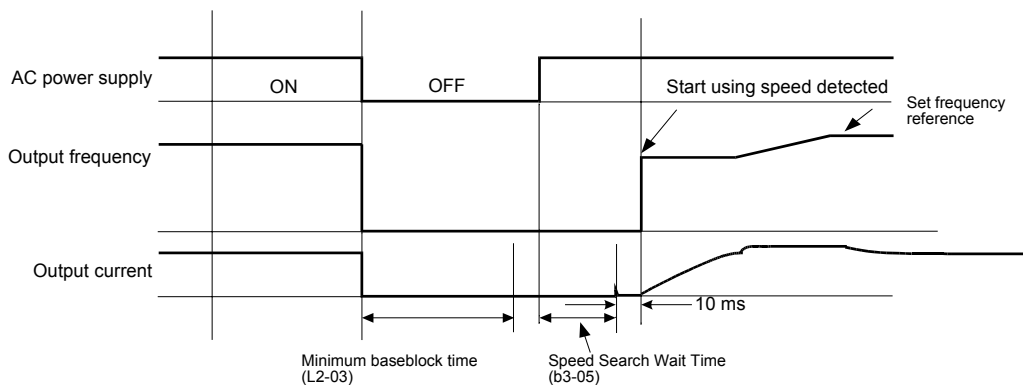 AC power supply
ON
OFF
Start using speed detected
Set frequency
reference
Output frequency
Output current
10 ms
Minimum baseblock time
(L2-03)
Speed Search Wait Time
(b3-05)